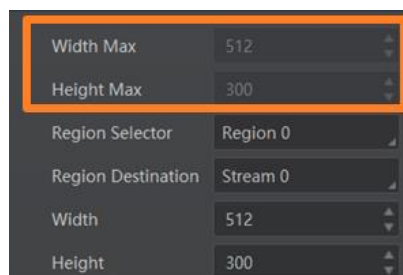 Width Max 512
Height Max 300
Region Selector Region 0
Region Destination Stream 0
Width 512
Height 300